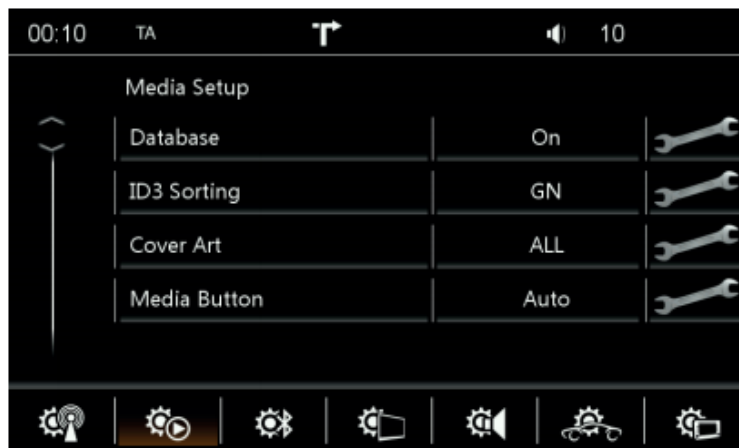 00:10 TA 10
Media Setup
Database On
ID3 Sorting GN
Cover Art ALL
Media Button Auto